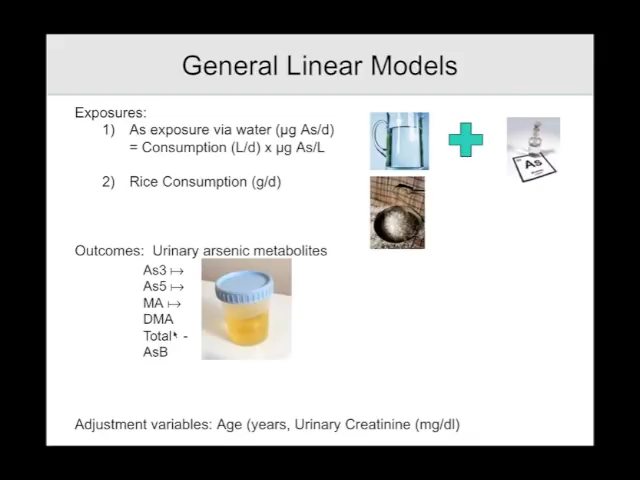 General Linear Models
Exposures:
1) As exposure via water (µg As/d)
= Consumption (L/d) x µg As/L
As
2) Rice Consumption (g/d)
Outcomes: Urinary arsenic metabolites
As3 ↦
As5 ↦
MA ↦
DMA
Total -
AsB
Adjustment variables: Age (years, Urinary Creatinine (mg/dl)